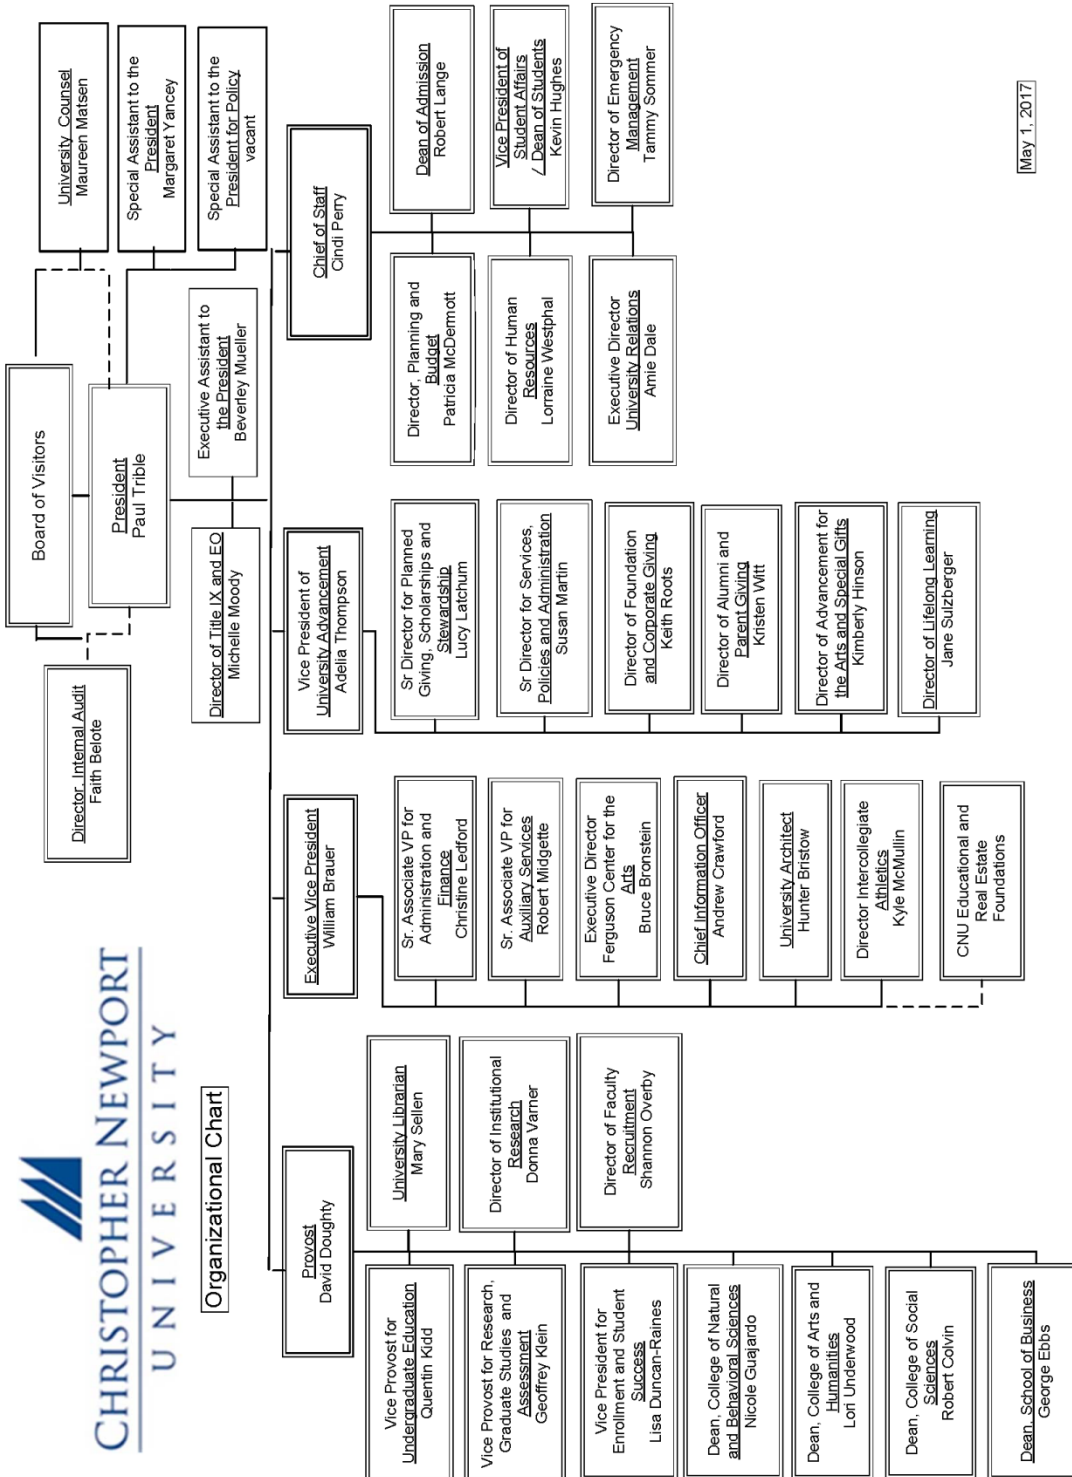 CHRISTOPHER NEWPORT
UNIVERSITY
Organizational Chart
Board of Visitors
President
Paul Trible
Director, Internal Audit
Faith Belote
University Counsel
Maureen Matsen
Special Assistant to the
President
Margaret Yancey
Special Assistant to the
President for Policy
vacant
Director of Title IX and EO
Michelle Moody
Executive Assistant to
the President
Beverley Mueller
Provost
David Doughty
Vice Provost for
Undergraduate Education
Quentin Kidd
University Librarian
Mary Sellen
Vice Provost for Research,
Graduate Studies and
Assessment
Geoffrey Klein
Director of Institutional
Research
Donna Varner
Vice President for
Enrollment and Student
Success
Lisa Duncan-Raines
Director of Faculty
Recruitment
Shannon Overby
Dean, College of Natural
and Behavioral Sciences
Nicole Guajardo
Dean, College of Arts and
Humanities
Lori Underwood
Dean, College of Social
Sciences
Robert Colvin
Dean, School of Business
George Ebbs
Executive Vice President
William Brauer
Sr. Associate VP for
Administration and
Finance
Christine Ledford
Sr. Associate VP for
Auxiliary Services
Robert Midgette
Executive Director
Ferguson Center for the
Arts
Bruce Bronstein
Chief Information Officer
Andrew Crawford
University Architect
Hunter Bristow
Director Intercollegiate
Athletics
Kyle McMullin
CNU Educational and
Real Estate
Foundations
Vice President of
University Advancement
Adelia Thompson
Sr Director for Planned
Giving, Scholarships and
Stewardship
Lucy Latchum
Sr Director for Services,
Policies and Administration
Susan Martin
Director of Foundation
and Corporate Giving
Keith Roots
Director of Alumni and
Parent Giving
Kristen Witt
Director of Advancement for
the Arts and Special Gifts
Kimberly Hinson
Director of Lifelong Learning
Jane Sulzberger
Chief of Staff
Cindi Perry
Director, Planning and
Budget
Patricia McDermott
Dean of Admission
Robert Lange
Director of Human
Resources
Lorraine Westphal
Vice President of
Student Affairs
/ Dean of Students
Kevin Hughes
Executive Director
University Relations
Amie Dale
Director of Emergency
Management
Tammy Sommer
May 1, 2017